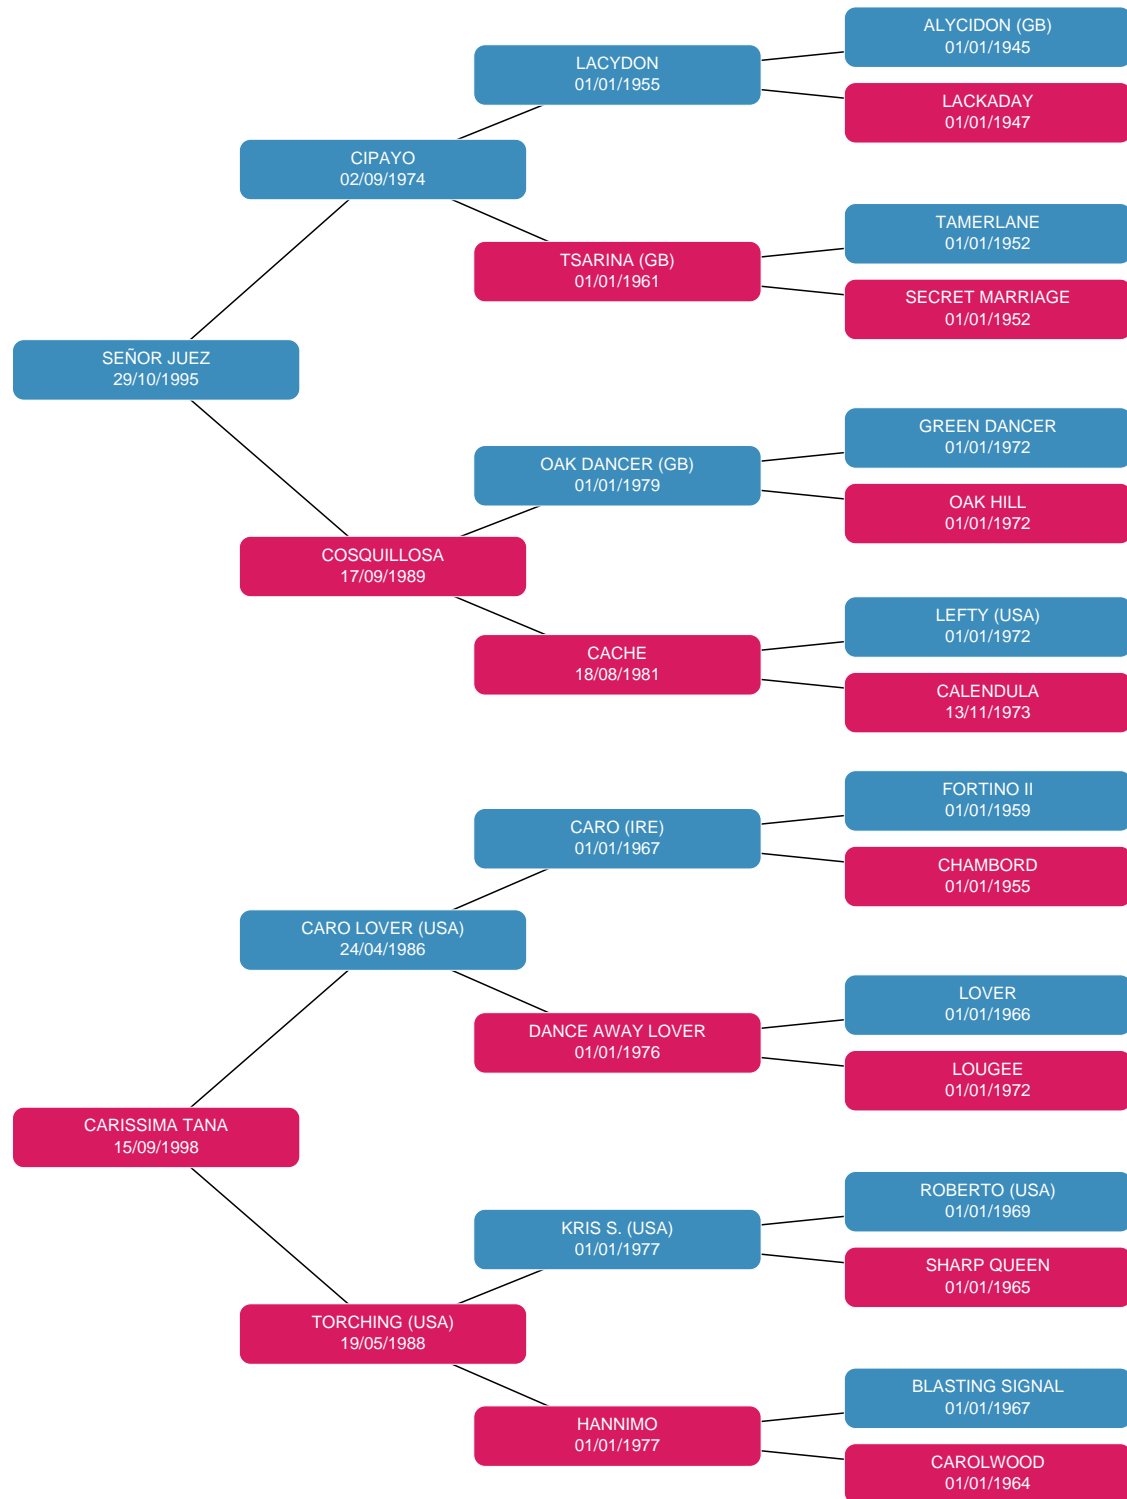 ALYCIDON (GB)
01/01/1945
LACYDON
01/01/1955
LACKADAY
01/01/1947
CIPAYO
02/09/1974
TAMERLANE
01/01/1952
TSARINA (GB)
01/01/1961
SECRET MARRIAGE
01/01/1952
SEÑOR JUEZ
29/10/1995
GREEN DANCER
01/01/1972
OAK DANCER (GB)
01/01/1979
OAK HILL
01/01/1972
COSQUILLOSA
17/09/1989
LEFTY (USA)
01/01/1972
CACHE
18/08/1981
CALENDULA
13/11/1973
FORTINO II
01/01/1959
CARO (IRE)
01/01/1967
CHAMBORD
01/01/1955
CARO LOVER (USA)
24/04/1986
LOVER
01/01/1966
DANCE AWAY LOVER
01/01/1976
LOUGEE
01/01/1972
CARISSIMA TANA
15/09/1998
ROBERTO (USA)
01/01/1969
KRIS S. (USA)
01/01/1977
SHARP QUEEN
01/01/1965
TORCHING (USA)
19/05/1988
BLASTING SIGNAL
01/01/1967
HANNIMO
01/01/1977
CAROLWOOD
01/01/1964